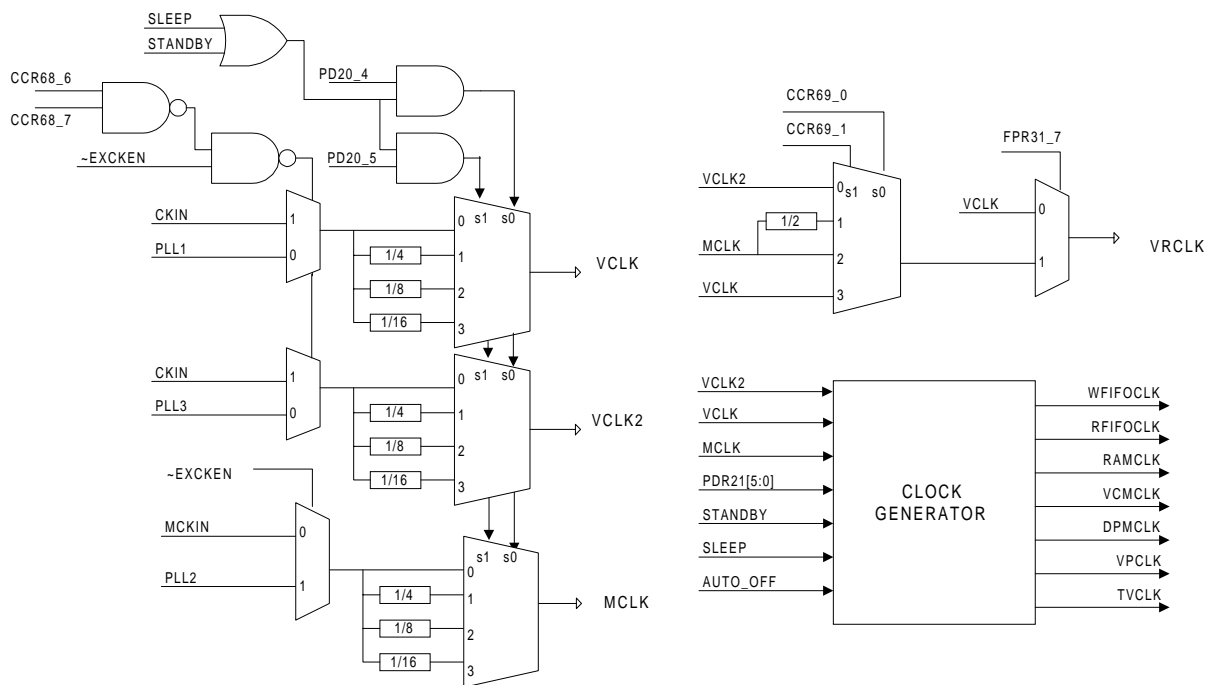 SLEEP
STANDBY
CCR68_6
CCR68_7
~EXCKEN
PD20_4
PD20_5
CKIN
PLL1
1
0
0
1
2
3
s1 s0
1/4
1/8
1/16
VCLK
CKIN
PLL3
1
0
0
1
2
3
s1 s0
1/4
1/8
1/16
VCLK2
~EXCKEN
MCKIN
PLL2
0
1
0
1
2
3
s1 s0
1/4
1/8
1/16
MCLK
CCR69_0
CCR69_1
FPR31_7
VCLK2
MCLK
VCLK
1/2
0
1
2
3
s1 s0
VCLK
0
1
VRCLK
VCLK2
VCLK
MCLK
PDR21[5:0]
STANDBY
SLEEP
AUTO_OFF
CLOCK
GENERATOR
WFIFOCLK
RFIFOCLK
RAMCLK
VCMCLK
DPMCLK
VPCLK
TVCLK